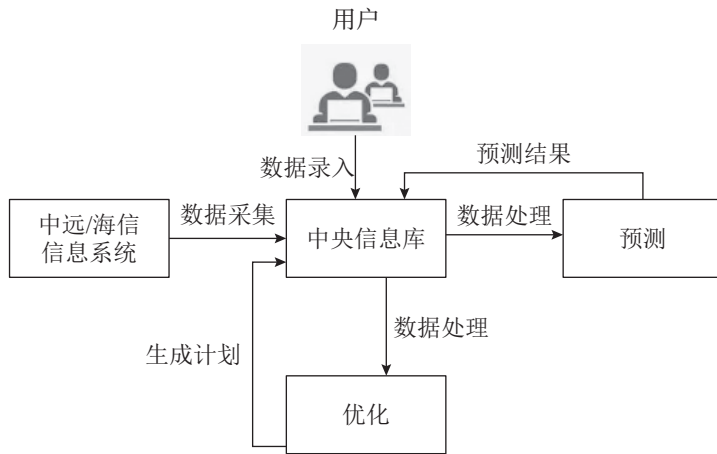 用户
数据录入
预测结果
中远/海信
信息系统
数据采集
中央信息库
数据处理
预测
生成计划
数据处理
优化